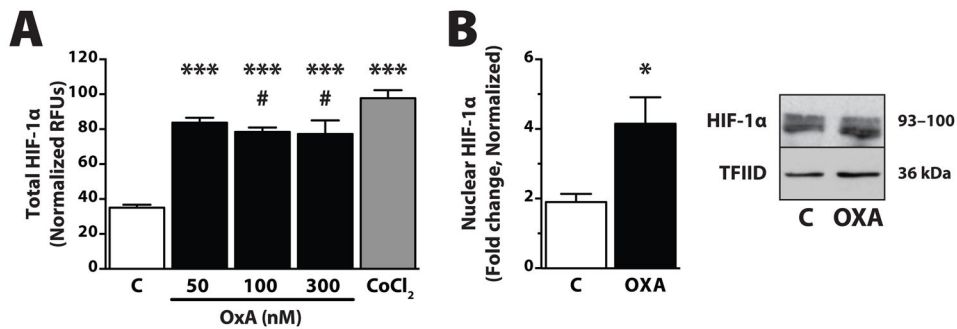 A
Total HIF-1α
(Normalized RFUs)
120
100
80
60
40
20
0
*** *** *** ***
# #
C 50 100 300 CoCl₂
OxA (nM)
B
Nuclear HIF-1α
(Fold change, Normalized)
6
4
2
0
*
C OXA
HIF-1α 93–100
TFIID 36 kDa
C OXA